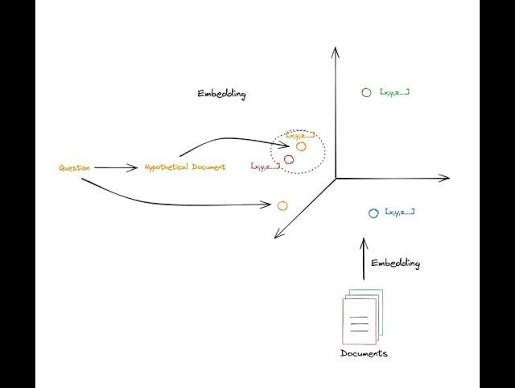 Embedding
[x,y,z....]
[x,y,z....]
[x,y,z....]
Question
Hypothetical Document
[x,y,z....]
Embedding
Documents